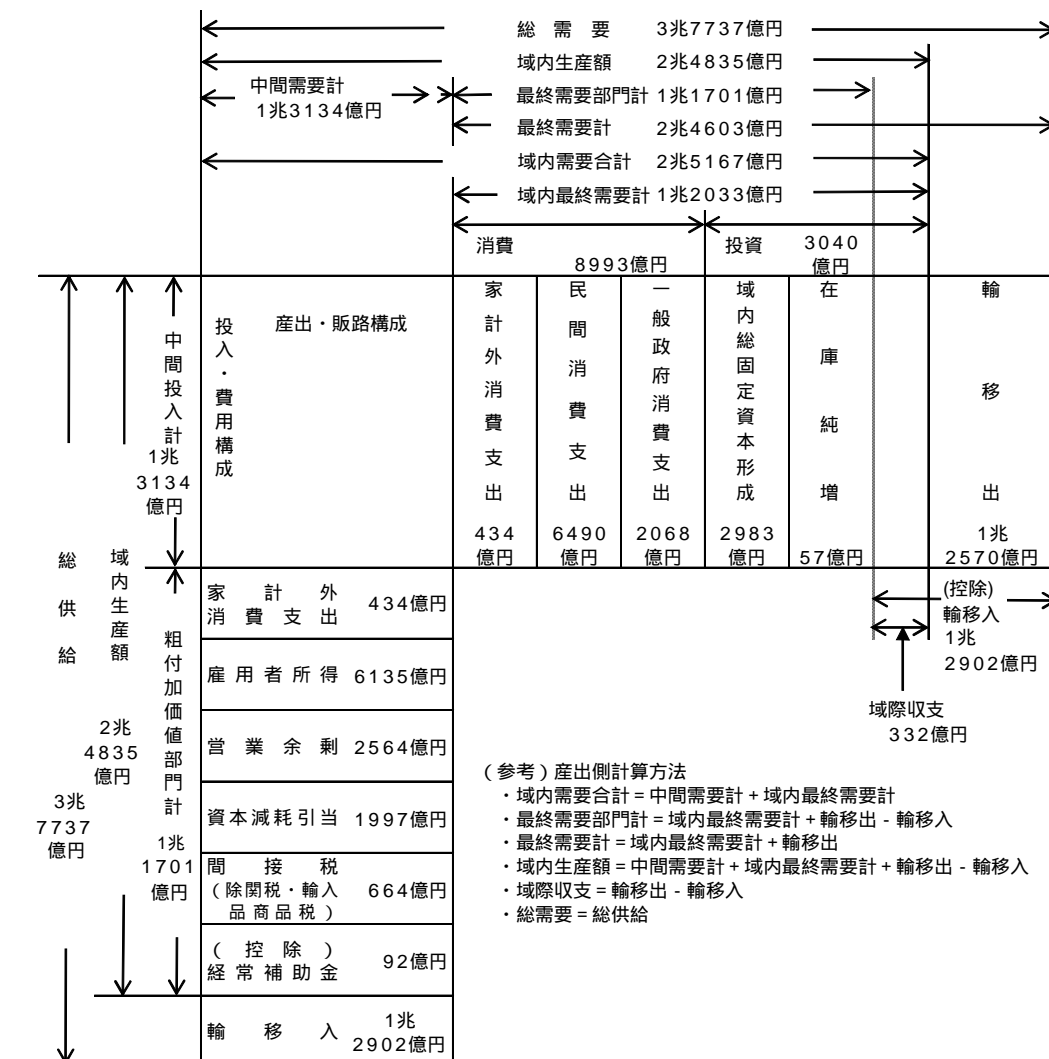 総需要 3兆7737億円
域内生産額 2兆4835億円
中間需要計
1兆3134億円
最終需要部門計 1兆1701億円
最終需要計 2兆4603億円
域内需要合計 2兆5167億円
域内最終需要計 1兆2033億円
消費
8993億円
投資 3040
億円
中間投入計
1兆
3134
億円
投入・費用構成
産出・販路構成
家計外消費支出
434
億円
民間消費支出
6490
億円
一般政府消費支出
2068
億円
域内総固定資本形成
2983
億円
在庫純増
57億円
輸移出
1兆
2570億円
(控除)
輸移入
1兆
2902億円
域際収支
332億円
総供給
3兆
7737
億円
域内生産額
2兆
4835
億円
粗付加価値部門計
1兆
1701
億円
家計外
消費支出 434億円
雇用者所得 6135億円
営業余剰 2564億円
資本減耗引当 1997億円
間接税
(除関税・輸入 664億円
品商品税)
(控除)
経常補助金 92億円
輸移入 1兆
2902億円
(参考)産出側計算方法
・域内需要合計=中間需要計+域内最終需要計
・最終需要部門計=域内最終需要計+輸移出-輸移入
・最終需要計=域内最終需要計+輸移出
・域内生産額=中間需要計+域内最終需要計+輸移出-輸移入
・域際収支=輸移出-輸移入
・総需要=総供給